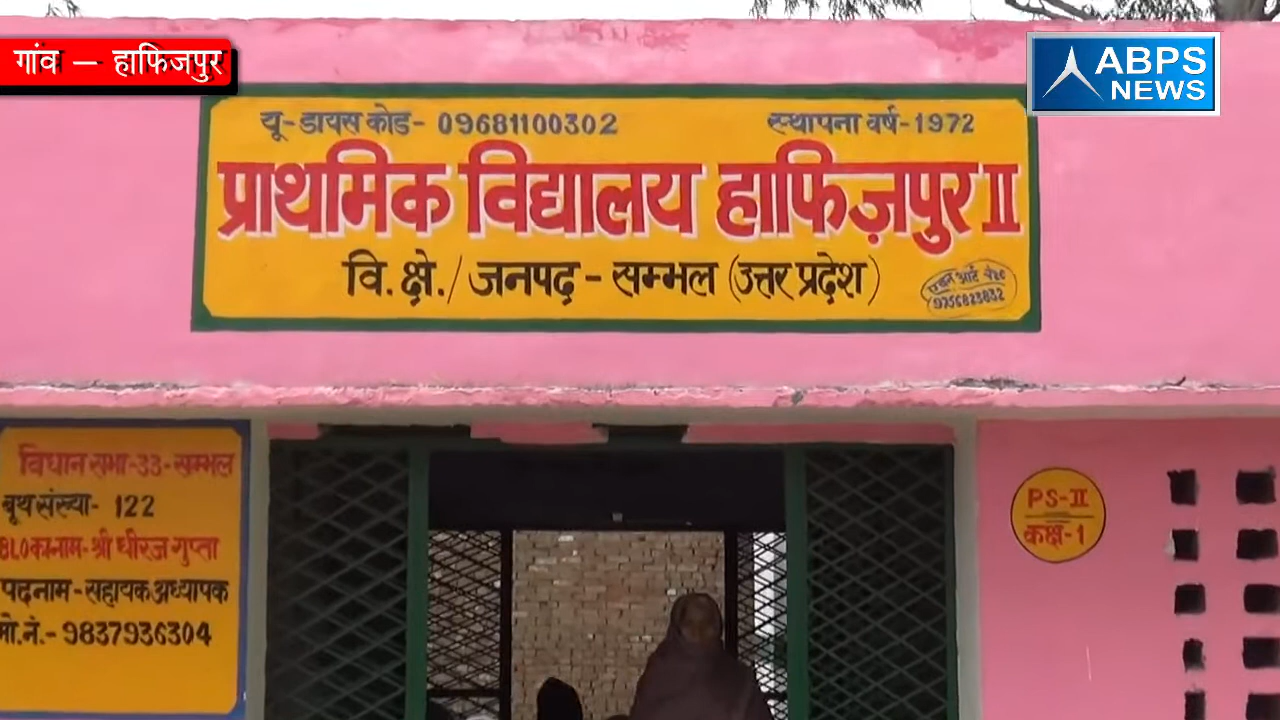 गांव – हाफिजपुर
ABPS
NEWS
यू-डायस कोड- 09681100302 स्थापना वर्ष-1972
प्राथमिक विद्यालय हाफिज़पुर II
वि. क्षे./जनपद - सम्भल (उत्तर प्रदेश)
आर्ट
विधान सभा-33-सम्भल
बूथ संख्या- 122
BLO का नाम- श्री धीरज गुप्ता
पदनाम - सहायक अध्यापक
मो.नं.- 9837936304
PS-II
कक्ष-1